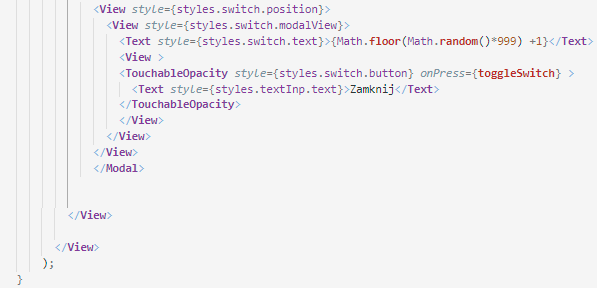 <View style={styles.switch.position}>
<View style={styles.switch.modalView}>
<Text style={styles.switch.text}>{Math.floor(Math.random()*999) +1}</Text>
<View >
<TouchableOpacity style={styles.switch.button} onPress={toggleSwitch} >
<Text style={styles.textInp.text}>Zamknij</Text>
</TouchableOpacity>
</View>
</View>
</View>
</Modal>
</View>
</View>
);
}